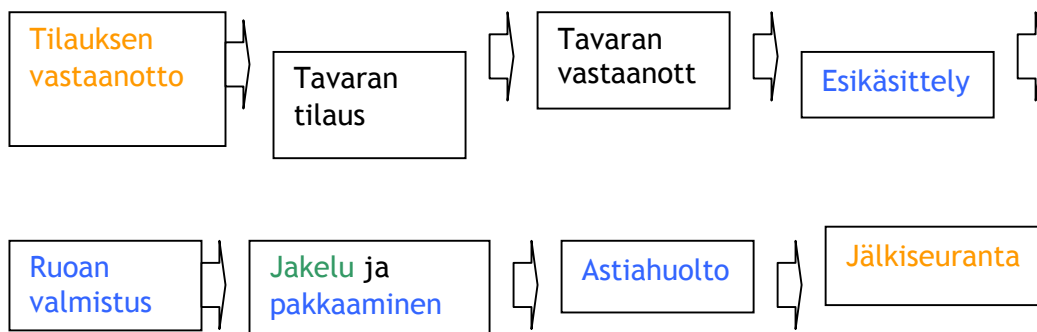 Tilauksen
vastaanotto
Tavaran
tilaus
Tavaran
vastaanott
Esikäsittely
Ruoan
valmistus
Jakelu ja
pakkaaminen
Astiahuolto
Jälkiseuranta